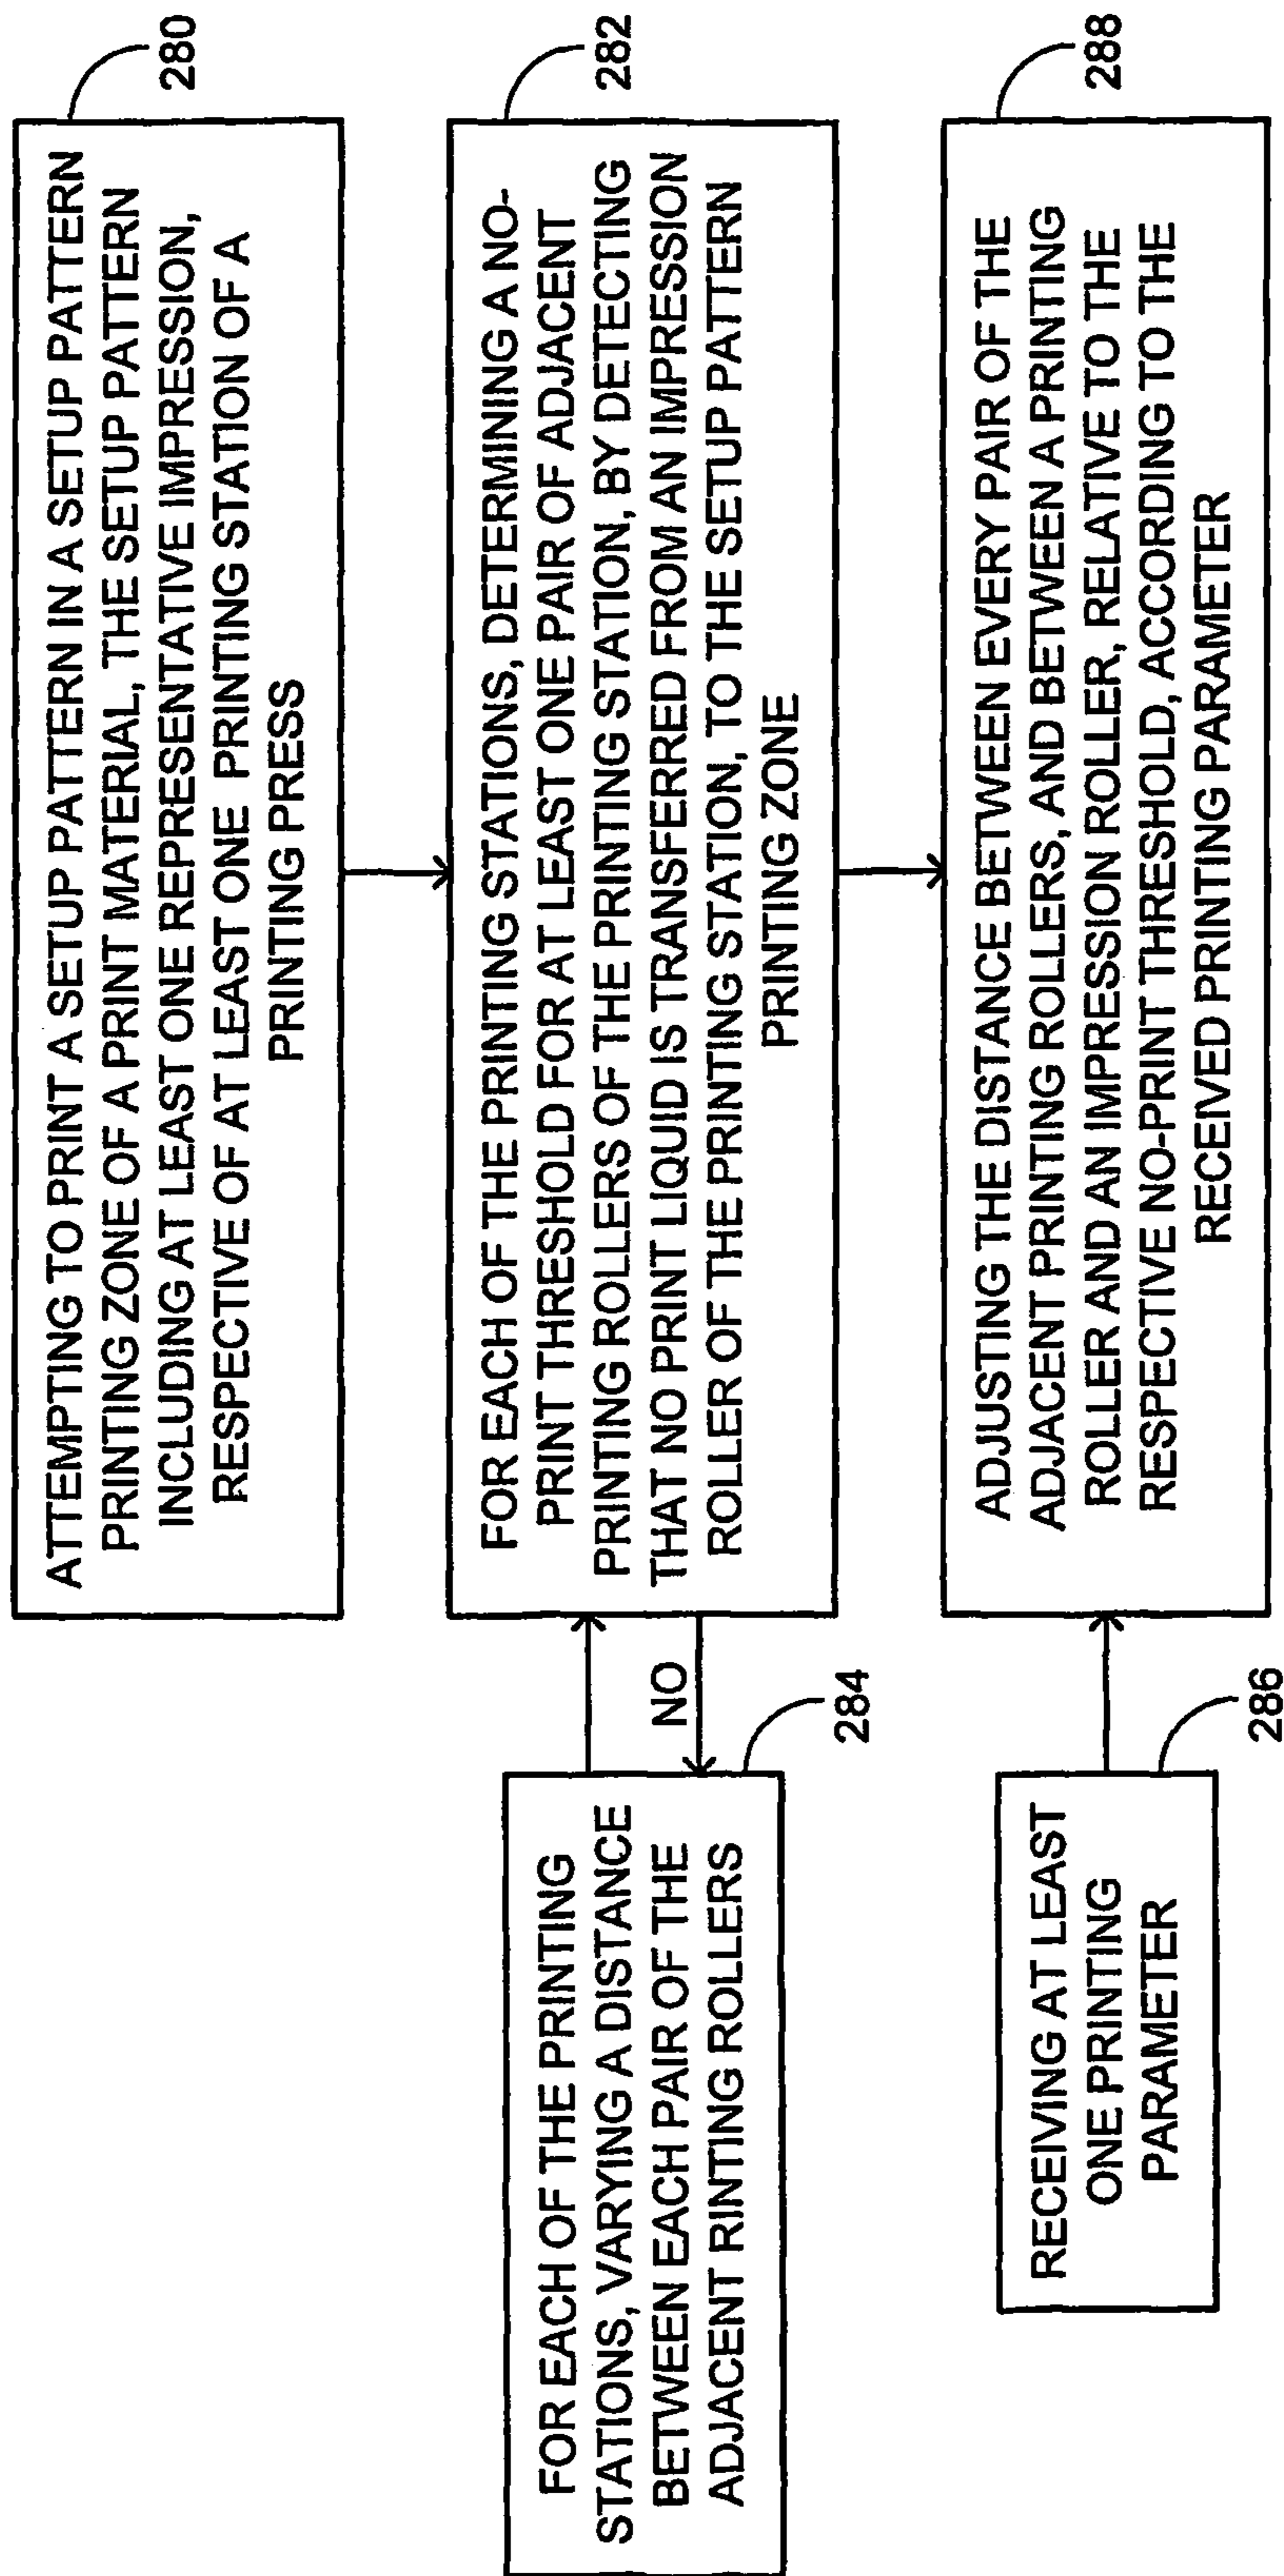 ATTEMPTING TO PRINT A SETUP PATTERN IN A SETUP PATTERN
PRINTING ZONE OF A PRINT MATERIAL, THE SETUP PATTERN
INCLUDING AT LEAST ONE REPRESENTATIVE IMPRESSION,
RESPECTIVE OF AT LEAST ONE PRINTING STATION OF A
PRINTING PRESS
280
FOR EACH OF THE PRINTING STATIONS, DETERMINING A NO-
PRINT THRESHOLD FOR AT LEAST ONE PAIR OF ADJACENT
PRINTING ROLLERS OF THE PRINTING STATION, BY DETECTING
THAT NO PRINT LIQUID IS TRANSFERRED FROM AN IMPRESSION
ROLLER OF THE PRINTING STATION, TO THE SETUP PATTERN
PRINTING ZONE
282
NO
FOR EACH OF THE PRINTING
STATIONS, VARYING A DISTANCE
BETWEEN EACH PAIR OF THE
ADJACENT RINTING ROLLERS
284
RECEIVING AT LEAST
ONE PRINTING
PARAMETER
286
ADJUSTING THE DISTANCE BETWEEN EVERY PAIR OF THE
ADJACENT PRINTING ROLLERS, AND BETWEEN A PRINTING
ROLLER AND AN IMPRESSION ROLLER, RELATIVE TO THE
RESPECTIVE NO-PRINT THRESHOLD, ACCORDING TO THE
RECEIVED PRINTING PARAMETER
288